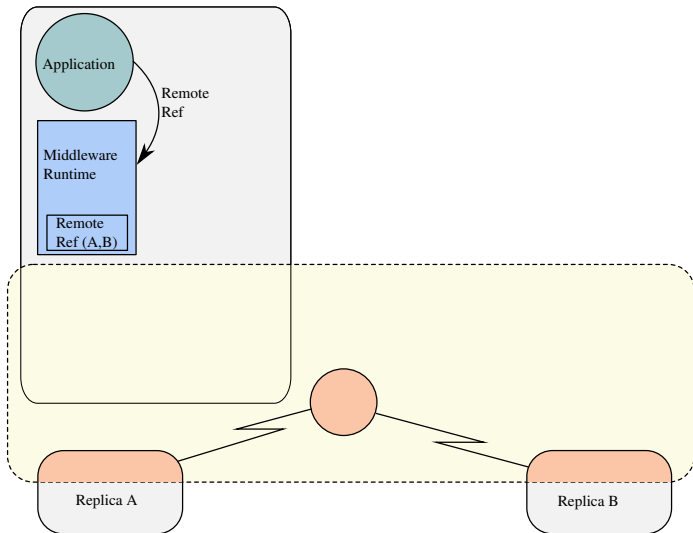 Application
Remote
Ref
Middleware
Runtime
Remote
Ref (A,B)
Replica A
Replica B